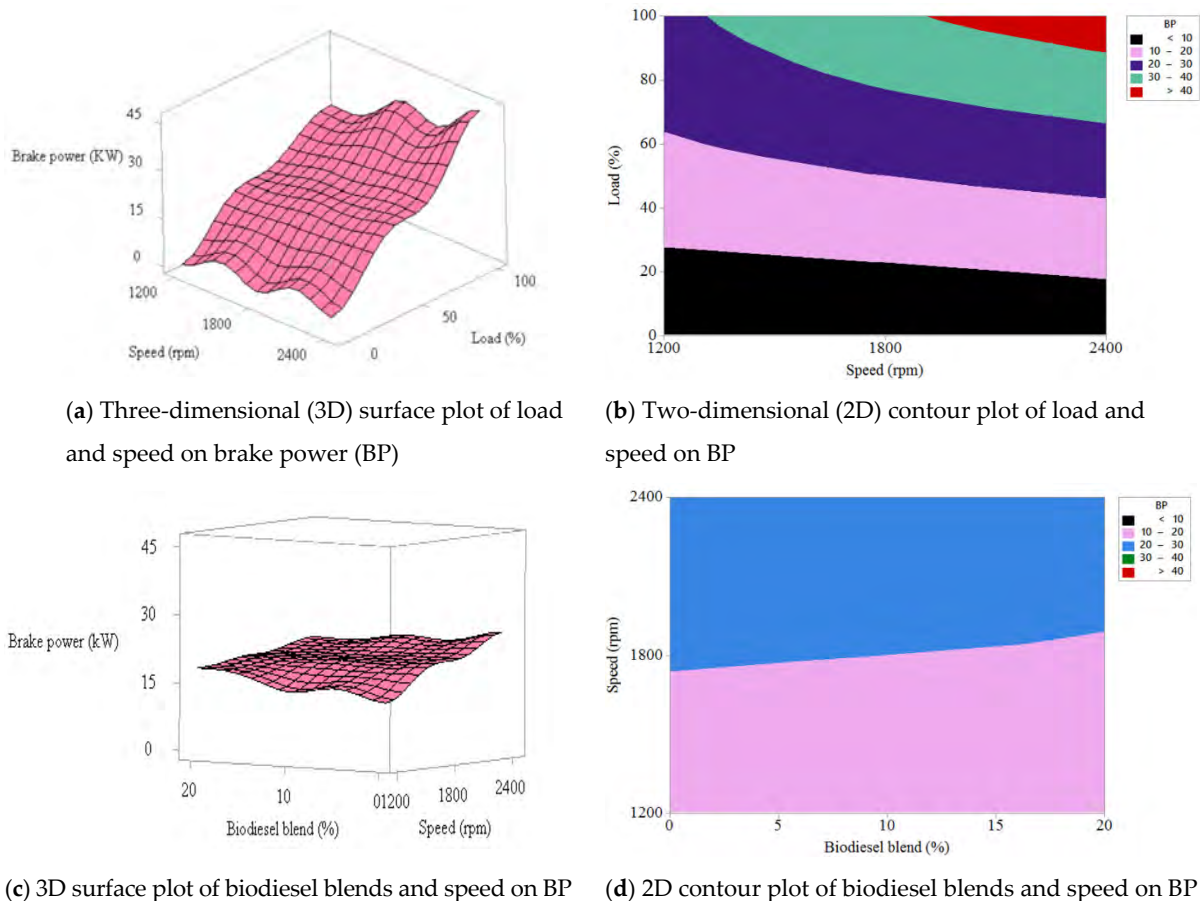 45
Brake power (KW)
30
15
0
1200
1800
2400
Speed (rpm)
0
50
100
Load (%)
(a) Three-dimensional (3D) surface plot of load
and speed on brake power (BP)
100
80
60
40
20
0
Load (%)
1200
1800
2400
Speed (rpm)
BP
< 10
10 – 20
20 – 30
30 – 40
> 40
(b) Two-dimensional (2D) contour plot of load and
speed on BP
45
30
Brake power (kW)
15
0
20
10
0
1200
1800
2400
Biodiesel blend (%)
Speed (rpm)
(c) 3D surface plot of biodiesel blends and speed on BP
2400
1800
1200
Speed (rpm)
0
5
10
15
20
Biodiesel blend (%)
BP
< 10
10 – 20
20 – 30
30 – 40
> 40
(d) 2D contour plot of biodiesel blends and speed on BP